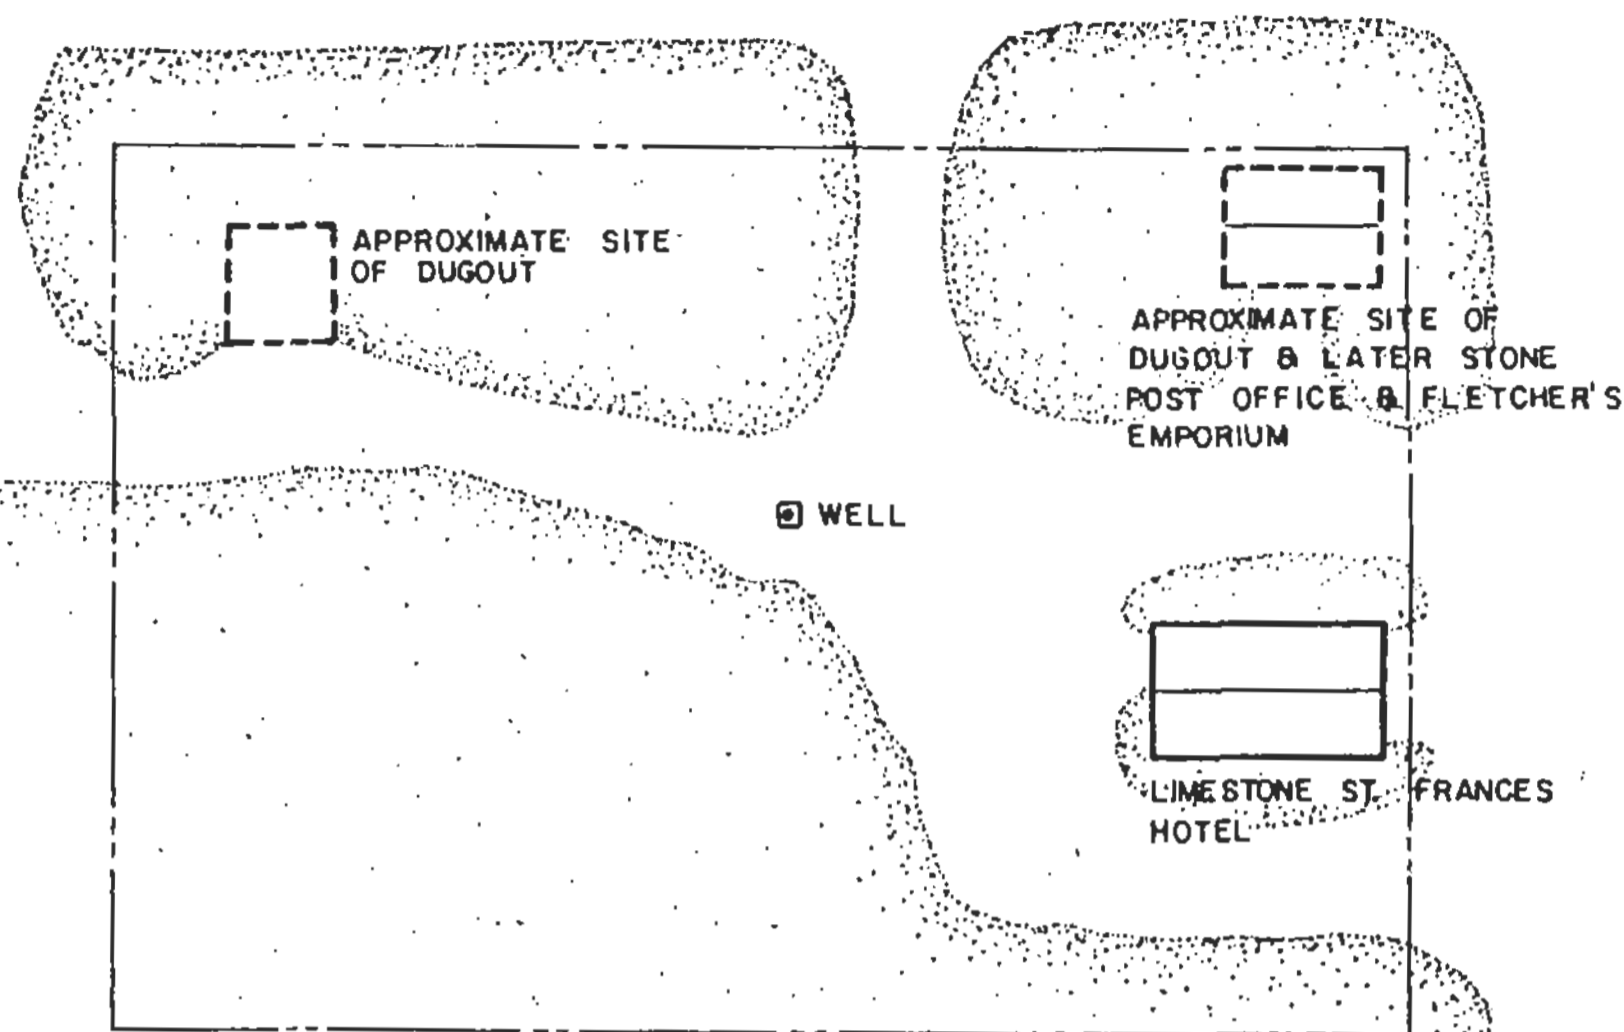 APPROXIMATE SITE
OF DUGOUT
APPROXIMATE SITE OF
DUGOUT & LATER STONE
POST OFFICE & FLETCHER'S
EMPORIUM
WELL
LIMESTONE ST. FRANCES
HOTEL